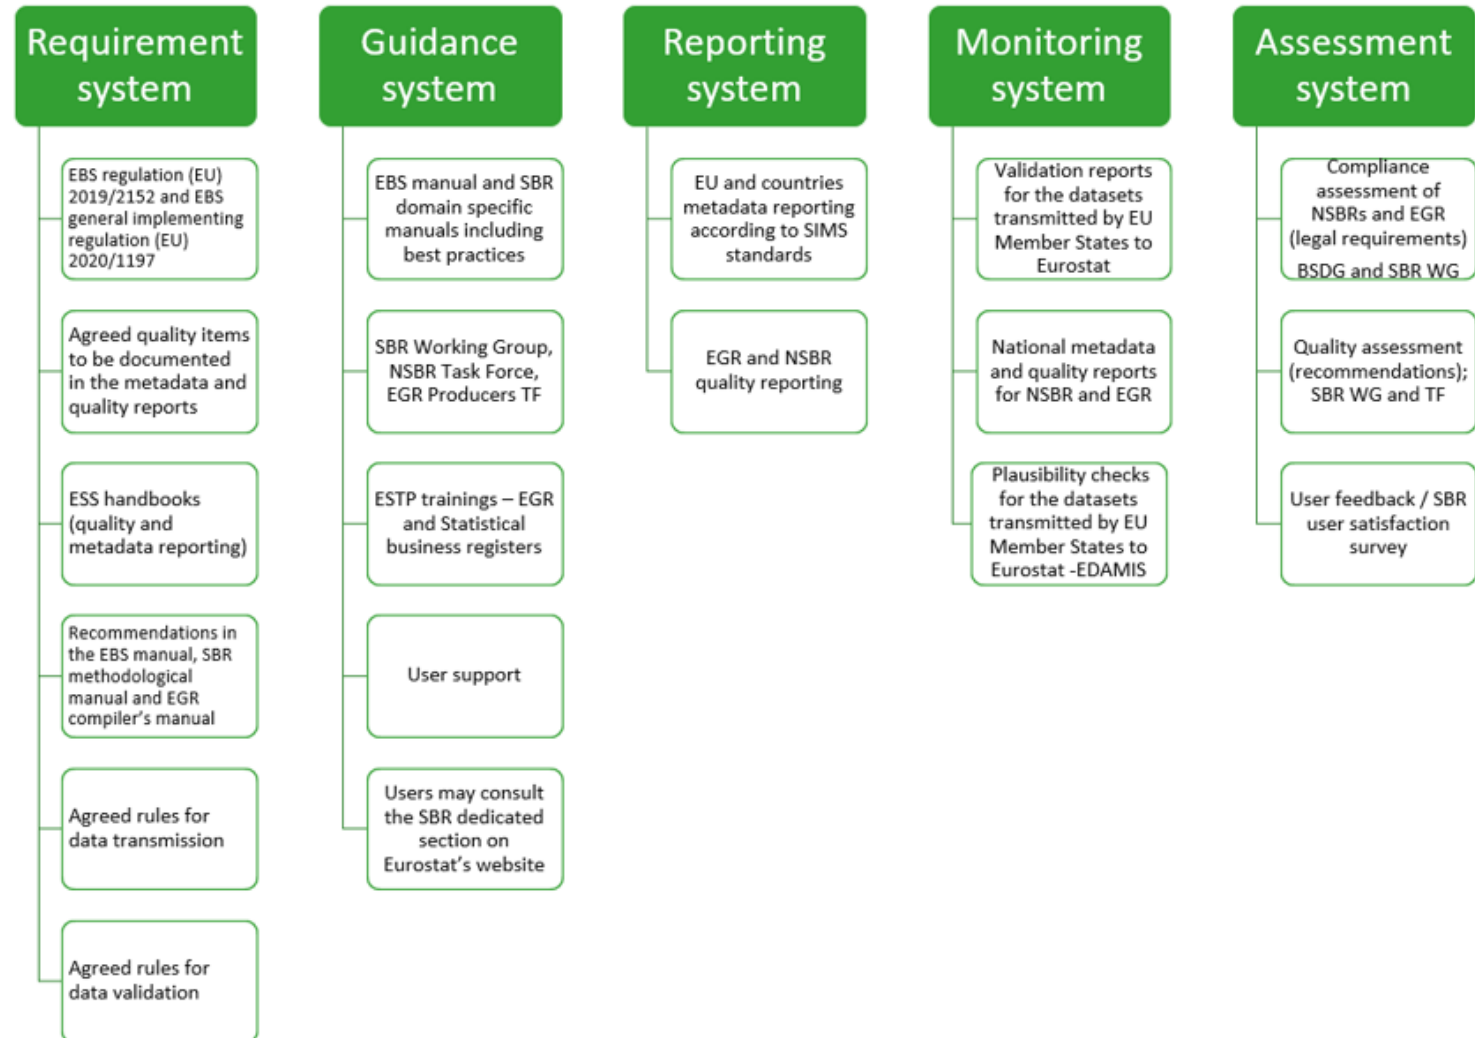 Requirement
system
EBS regulation (EU)
2019/2152 and EBS
general implementing
regulation (EU)
2020/1197
Agreed quality items
to be documented
in the metadata and
quality reports
ESS handbooks
(quality and
metadata reporting)
Recommendations in
the EBS manual, SBR
methodological
manual and EGR
compiler's manual
Agreed rules for
data transmission
Agreed rules for
data validation
Guidance
system
EBS manual and SBR
domain specific
manuals including
best practices
SBR Working Group,
NSBR Task Force,
EGR Producers TF
ESTP trainings – EGR
and Statistical
business registers
User support
Users may consult
the SBR dedicated
section on
Eurostat's website
Reporting
system
EU and countries
metadata reporting
according to SIMS
standards
EGR and NSBR
quality reporting
Monitoring
system
Validation reports
for the datasets
transmitted by EU
Member States to
Eurostat
National metadata
and quality reports
for NSBR and EGR
Plausibility checks
for the datasets
transmitted by EU
Member States to
Eurostat -EDAMIS
Assessment
system
Compliance
assessment of
NSBRs and EGR
(legal requirements)
BSDG and SBR WG
Quality assessment
(recommendations);
SBR WG and TF
User feedback / SBR
user satisfaction
survey